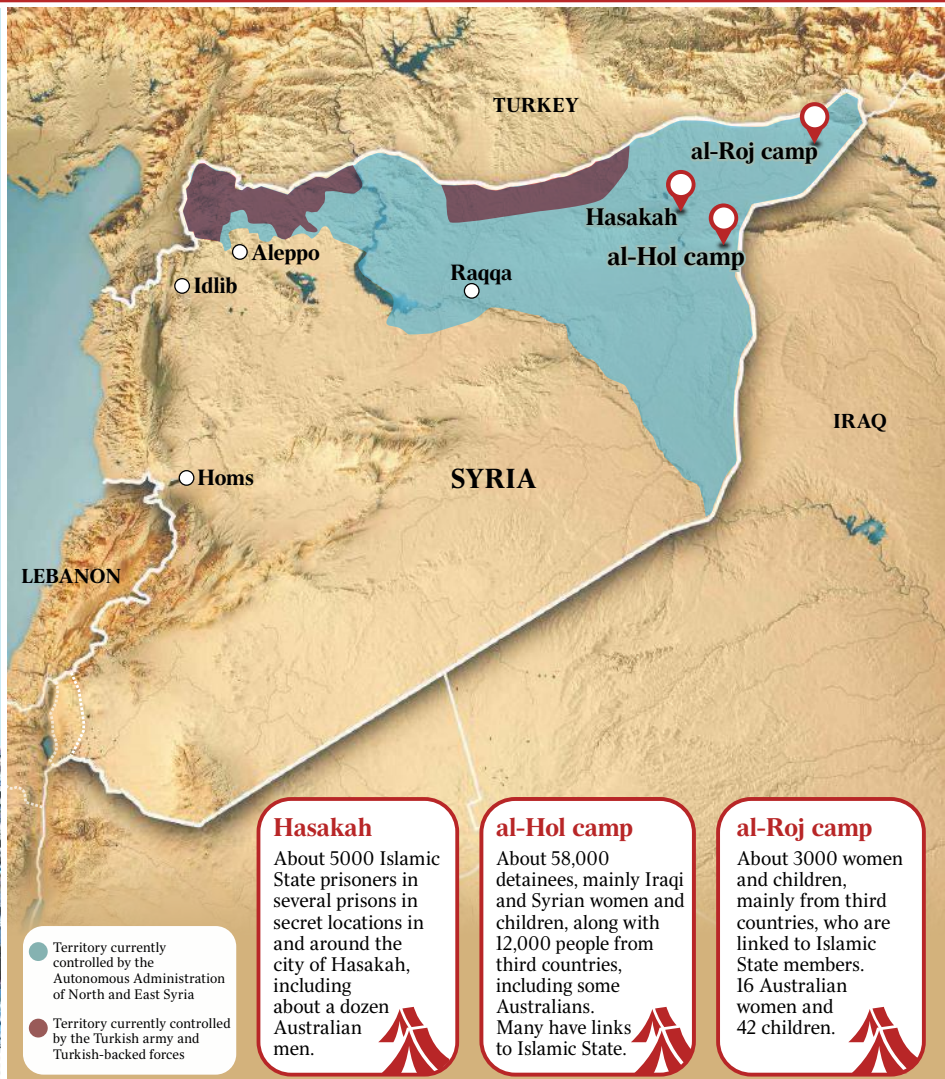 TURKEY
al-Roj camp
Hasakah
al-Hol camp
Aleppo
Idlib
Raqqa
IRAQ
Homs
SYRIA
LEBANON
Hasakah
About 5000 Islamic
State prisoners in
several prisons in
secret locations in
and around the
city of Hasakah,
including
about a dozen
Australian
men.
al-Hol camp
About 58,000
detainees, mainly Iraqi
and Syrian women and
children, along with
12,000 people from
third countries,
including some
Australians.
Many have links
to Islamic State.
al-Roj camp
About 3000 women
and children,
mainly from third
countries, who are
linked to Islamic
State members.
16 Australian
women and
42 children.
Territory currently
controlled by the
Autonomous Administration
of North and East Syria
Territory currently controlled
by the Turkish army and
Turkish-backed forces